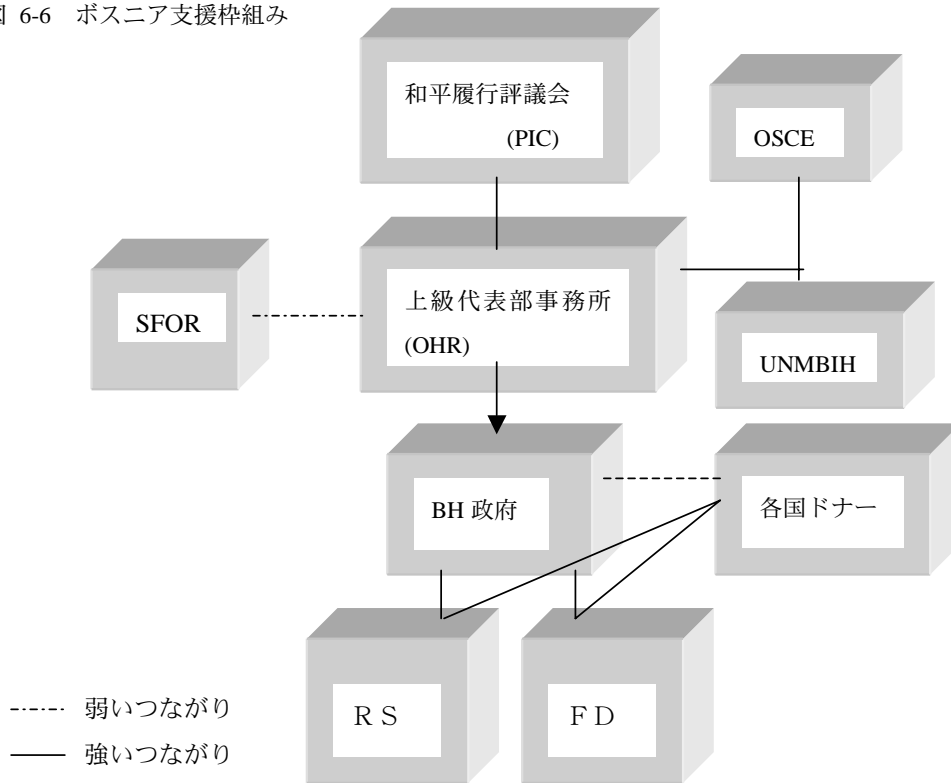 図 6-6 ボスニア支援枠組み
和平履行評議会
(PIC)
OSCE
上級代表部事務所
(OHR)
SFOR
UNMBIH
BH 政府
各国ドナー
ＲＳ
ＦＤ
弱いつながり
強いつながり